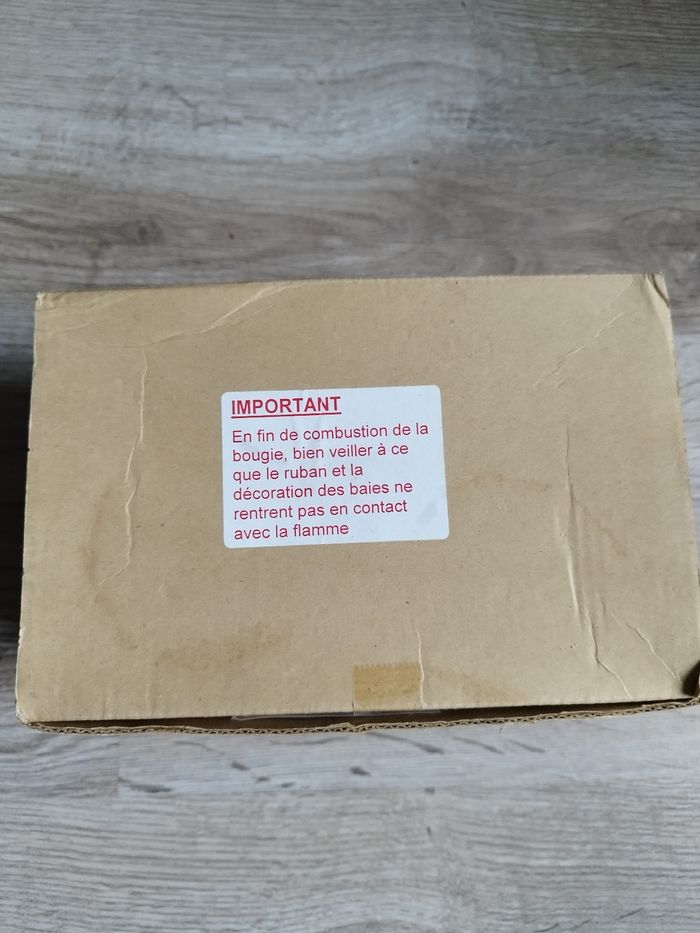 IMPORTANT
En fin de combustion de la
bougie, bien veiller à ce
que le ruban et la
décoration des baies ne
rentrent pas en contact
avec la flamme